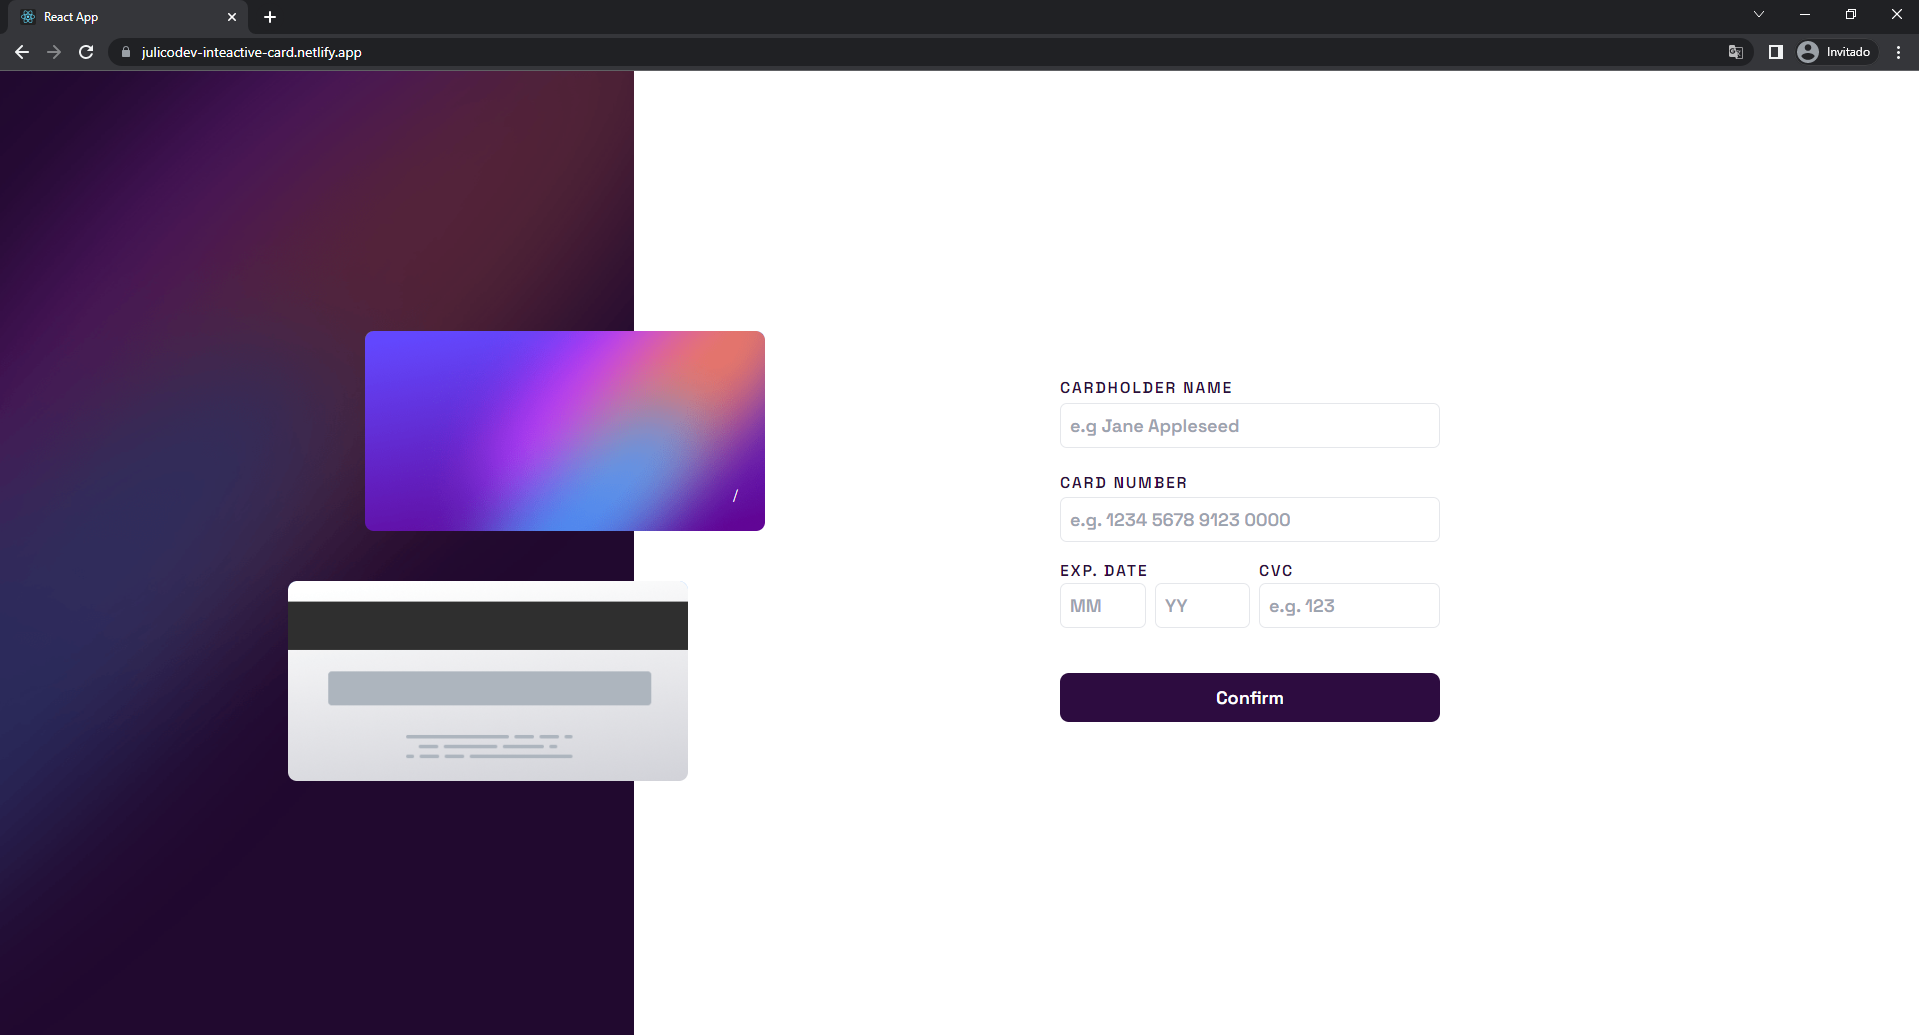 React App
julicodev-inteactive-card.netlify.app
Invitado
/
CARDHOLDER NAME
e.g Jane Appleseed
CARD NUMBER
e.g. 1234 5678 9123 0000
EXP. DATE CVC
MM YY e.g. 123
Confirm